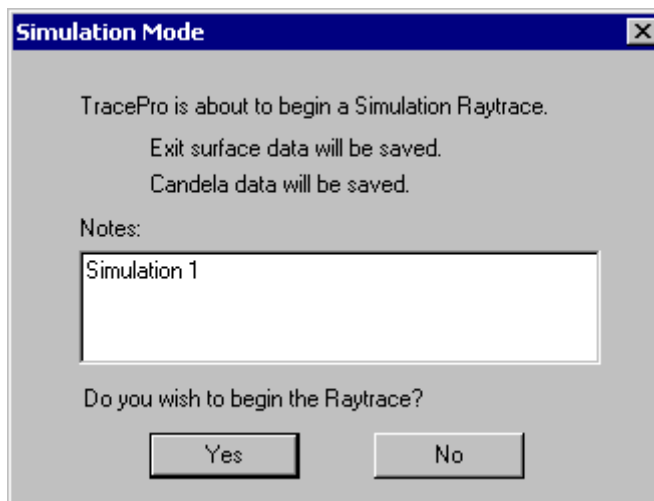 Simulation Mode
TracePro is about to begin a Simulation Raytrace.
Exit surface data will be saved.
Candela data will be saved.
Notes:
Simulation 1
Do you wish to begin the Raytrace?
Yes No